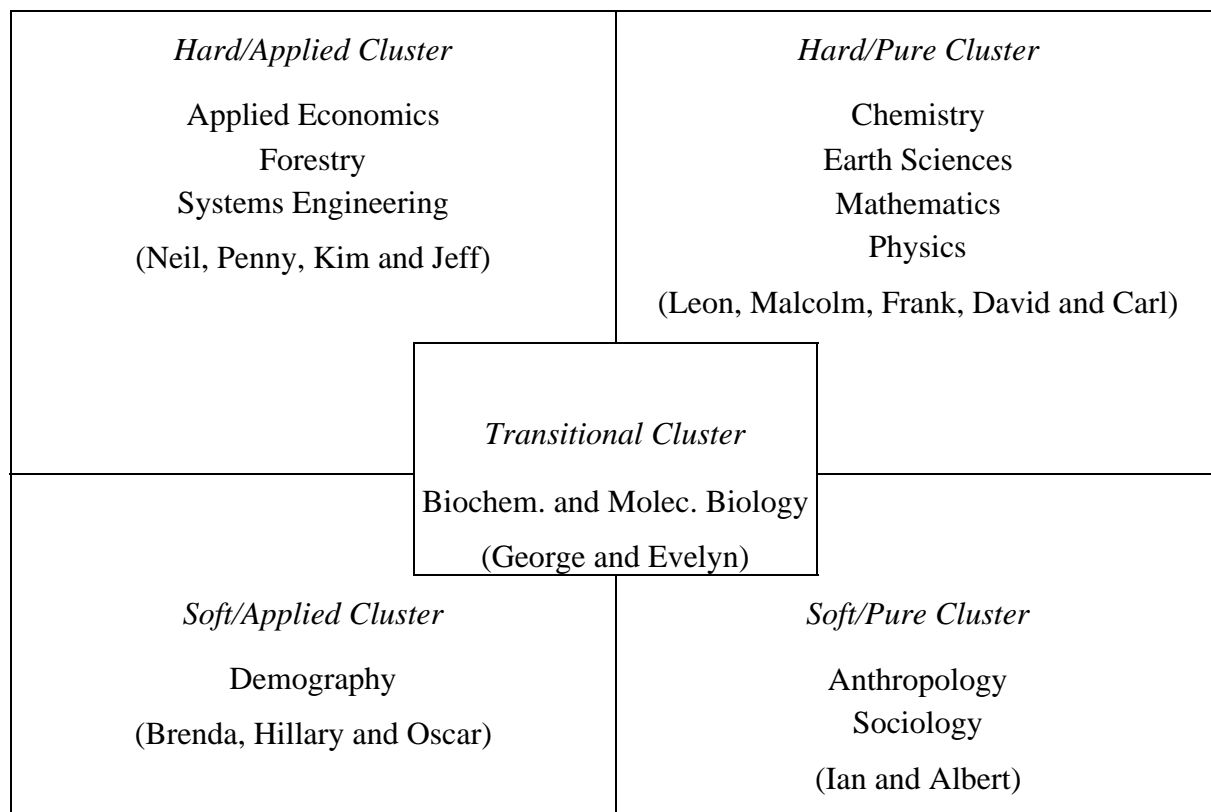 Hard/Applied Cluster
Applied Economics
Forestry
Systems Engineering
(Neil, Penny, Kim and Jeff)
Hard/Pure Cluster
Chemistry
Earth Sciences
Mathematics
Physics
(Leon, Malcolm, Frank, David and Carl)
Transitional Cluster
Biochem. and Molec. Biology
(George and Evelyn)
Soft/Applied Cluster
Demography
(Brenda, Hillary and Oscar)
Soft/Pure Cluster
Anthropology
Sociology
(Ian and Albert)